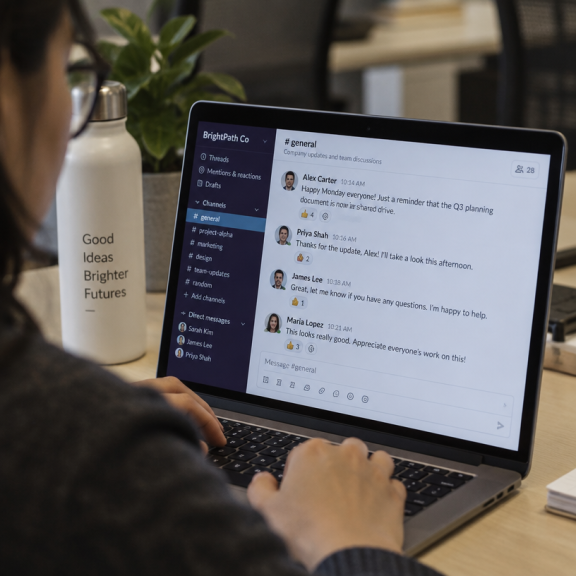 Good
Ideas
Brighter
Futures
BrightPath Co
Threads
Mentions & reactions
Drafts
Channels
# general
# project-alpha
# marketing
# design
# team-updates
# random
+ Add channels
Direct messages
Sarah Kim
James Lee
Priya Shah
# general
Company updates and team discussions
28
Alex Carter 10:14 AM
Happy Monday everyone! Just a reminder that the Q3 planning
document is now in shared drive.
4
Priya Shah 10:16 AM
Thanks for the update, Alex! I'll take a look this afternoon.
2
James Lee
Great, let me know if you have any questions. I'm happy to help.
1
Maria Lopez 10:21 AM
This looks really good. Appreciate everyone's work on this!
3
Message #general